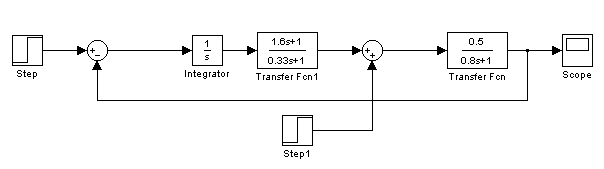 1
1.6s+1
0.5
s
0.33s+1
0.8s+1
Step
Integrator
Transfer Fcn1
Transfer Fcn
Scope
Step1